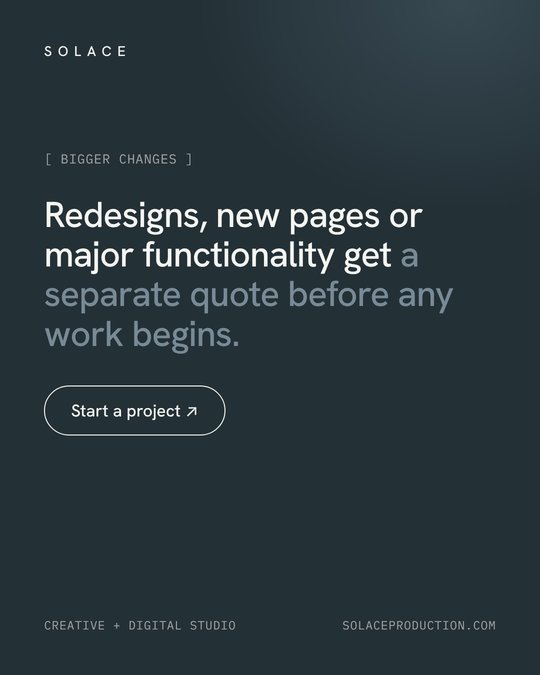 SOLACE
[ BIGGER CHANGES ]
Redesigns, new pages or
major functionality get a
separate quote before any
work begins.
Start a project ↗
CREATIVE + DIGITAL STUDIO
SOLACEPRODUCTION.COM